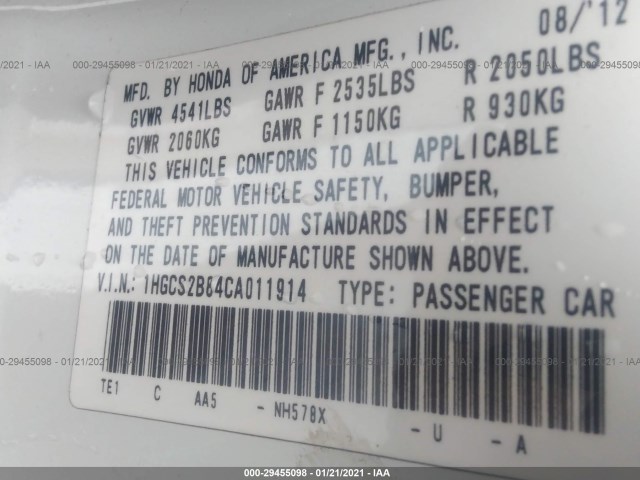 08/'12
MFD. BY HONDA OF AMERICA MFG., INC.
GVWR 4541LBS GAWR F 2535LBS R 2050LBS
GVWR 2060KG GAWR F 1150KG R 930KG
THIS VEHICLE CONFORMS TO ALL APPLICABLE
FEDERAL MOTOR VEHICLE SAFETY, BUMPER,
AND THEFT PREVENTION STANDARDS IN EFFECT
ON THE DATE OF MANUFACTURE SHOWN ABOVE.
V.I.N.: 1HGCS2B84CA011914 TYPE: PASSENGER CAR
TE1 C AA5 - NH578X - U - A
000-29455098 - 01/21/2021 - IAA